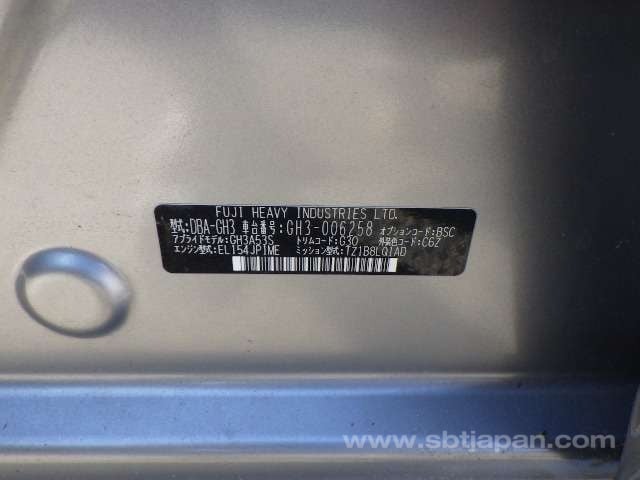 FUJI HEAVY INDUSTRIES LTD.
型式:DBA-GH3 車台番号:GH3-006258 オプションコード:BSC
アプライドモデル:GH3A53S トリムコード:G30 外装色コード:C6Z
エンジン型式:EL154JP1ME ミッション型式:TZ1B8LQ1AD
www.sbtjapan.com